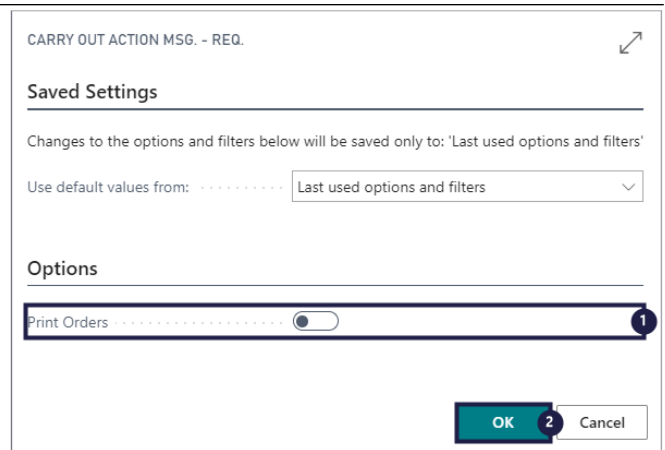 CARRY OUT ACTION MSG. - REQ.
Saved Settings
Changes to the options and filters below will be saved only to: 'Last used options and filters'
Use default values from: Last used options and filters
Options
Print Orders 1
OK 2 Cancel